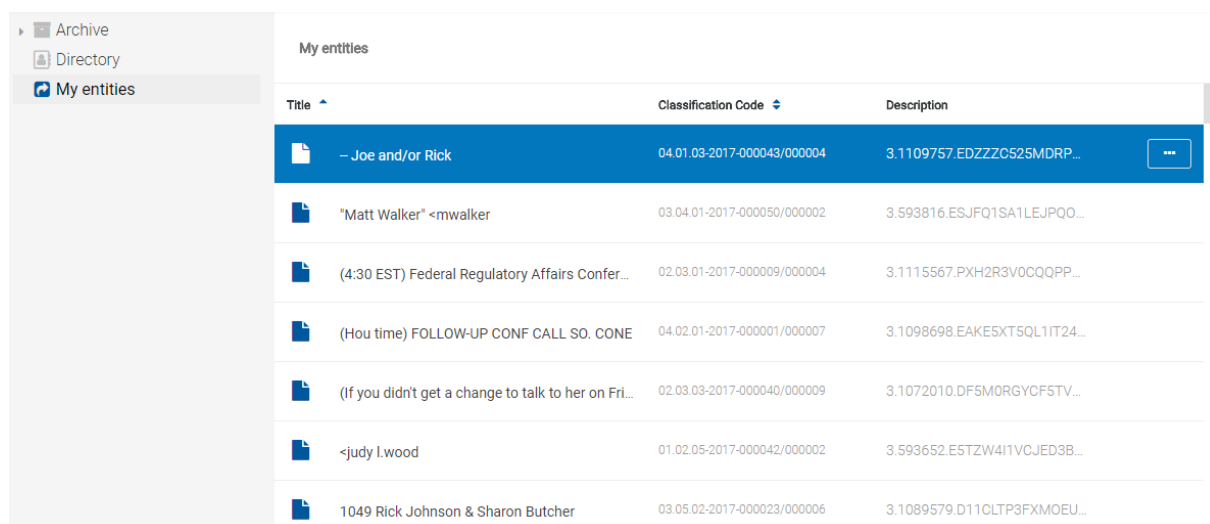 Archive
Directory
My entities
My entities
Title Classification Code Description
-- Joe and/or Rick 04.01.03-2017-000043/000004 3.1109757.EDZZZC525MDRP...
"Matt Walker" <mwalker 03.04.01-2017-000050/000002 3.593816.ESJFQ1SA1LEJPQO...
(4:30 EST) Federal Regulatory Affairs Confer... 02.03.01-2017-000009/000004 3.1115567.PXH2R3V0CQQPP...
(Hou time) FOLLOW-UP CONF CALL SO. CONE 04.02.01-2017-000001/000007 3.1098698.EAKE5XT5QL1IT24...
(If you didn't get a change to talk to her on Fri... 02.03.03-2017-000040/000009 3.1072010.DF5M0RGYCF5TV...
<judy l.wood 01.02.05-2017-000042/000002 3.593652.E5TZW4I1VCJED3B...
1049 Rick Johnson & Sharon Butcher 03.05.02-2017-000023/000006 3.1089579.D11CLTP3FXMOEU...